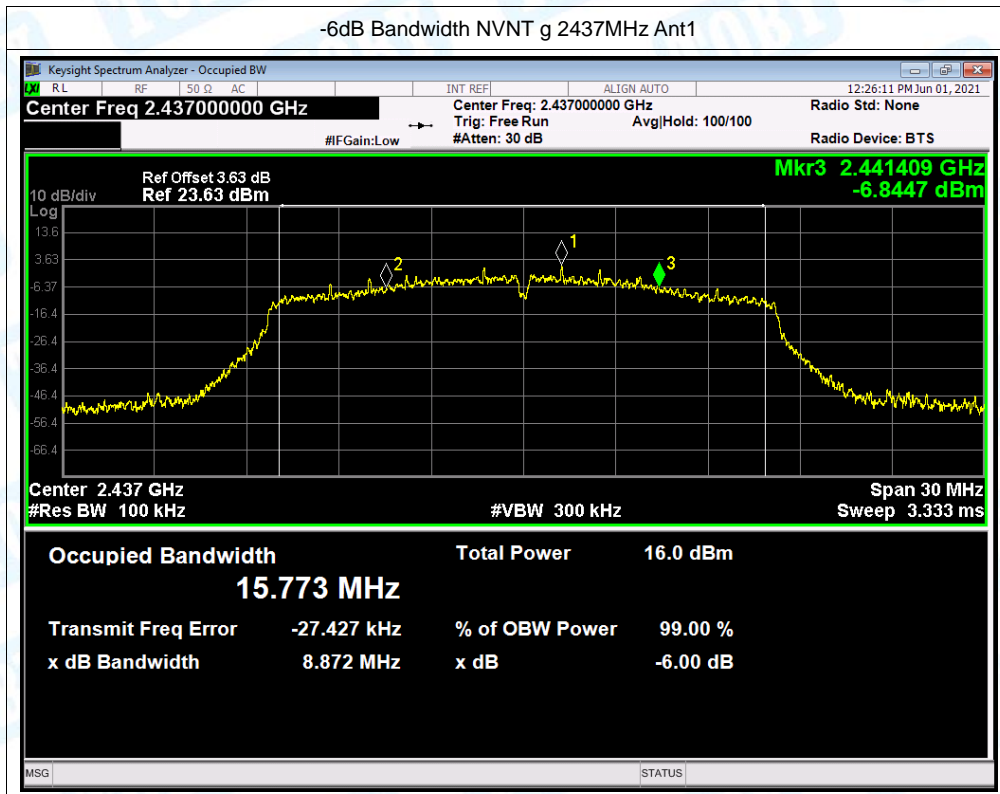 -6dB Bandwidth NVNT g 2437MHz Ant1
Keysight Spectrum Analyzer - Occupied BW
LXI RL RF 50 Ω AC INT REF ALIGN AUTO 12:26:11 PM Jun 01, 2021
Center Freq 2.437000000 GHz Center Freq: 2.437000000 GHz Radio Std: None
Trig: Free Run Avg|Hold: 100/100
#IFGain:Low #Atten: 30 dB Radio Device: BTS
Mkr3 2.441409 GHz
Ref Offset 3.63 dB
10 dB/div Ref 23.63 dBm -6.8447 dBm
Log
13.6
1
3.63
2 3
-6.37
-16.4
-26.4
-36.4
-46.4
-56.4
-66.4
Center 2.437 GHz Span 30 MHz
#Res BW 100 kHz #VBW 300 kHz Sweep 3.333 ms
Occupied Bandwidth Total Power 16.0 dBm
15.773 MHz
Transmit Freq Error -27.427 kHz % of OBW Power 99.00 %
x dB Bandwidth 8.872 MHz x dB -6.00 dB
MSG STATUS